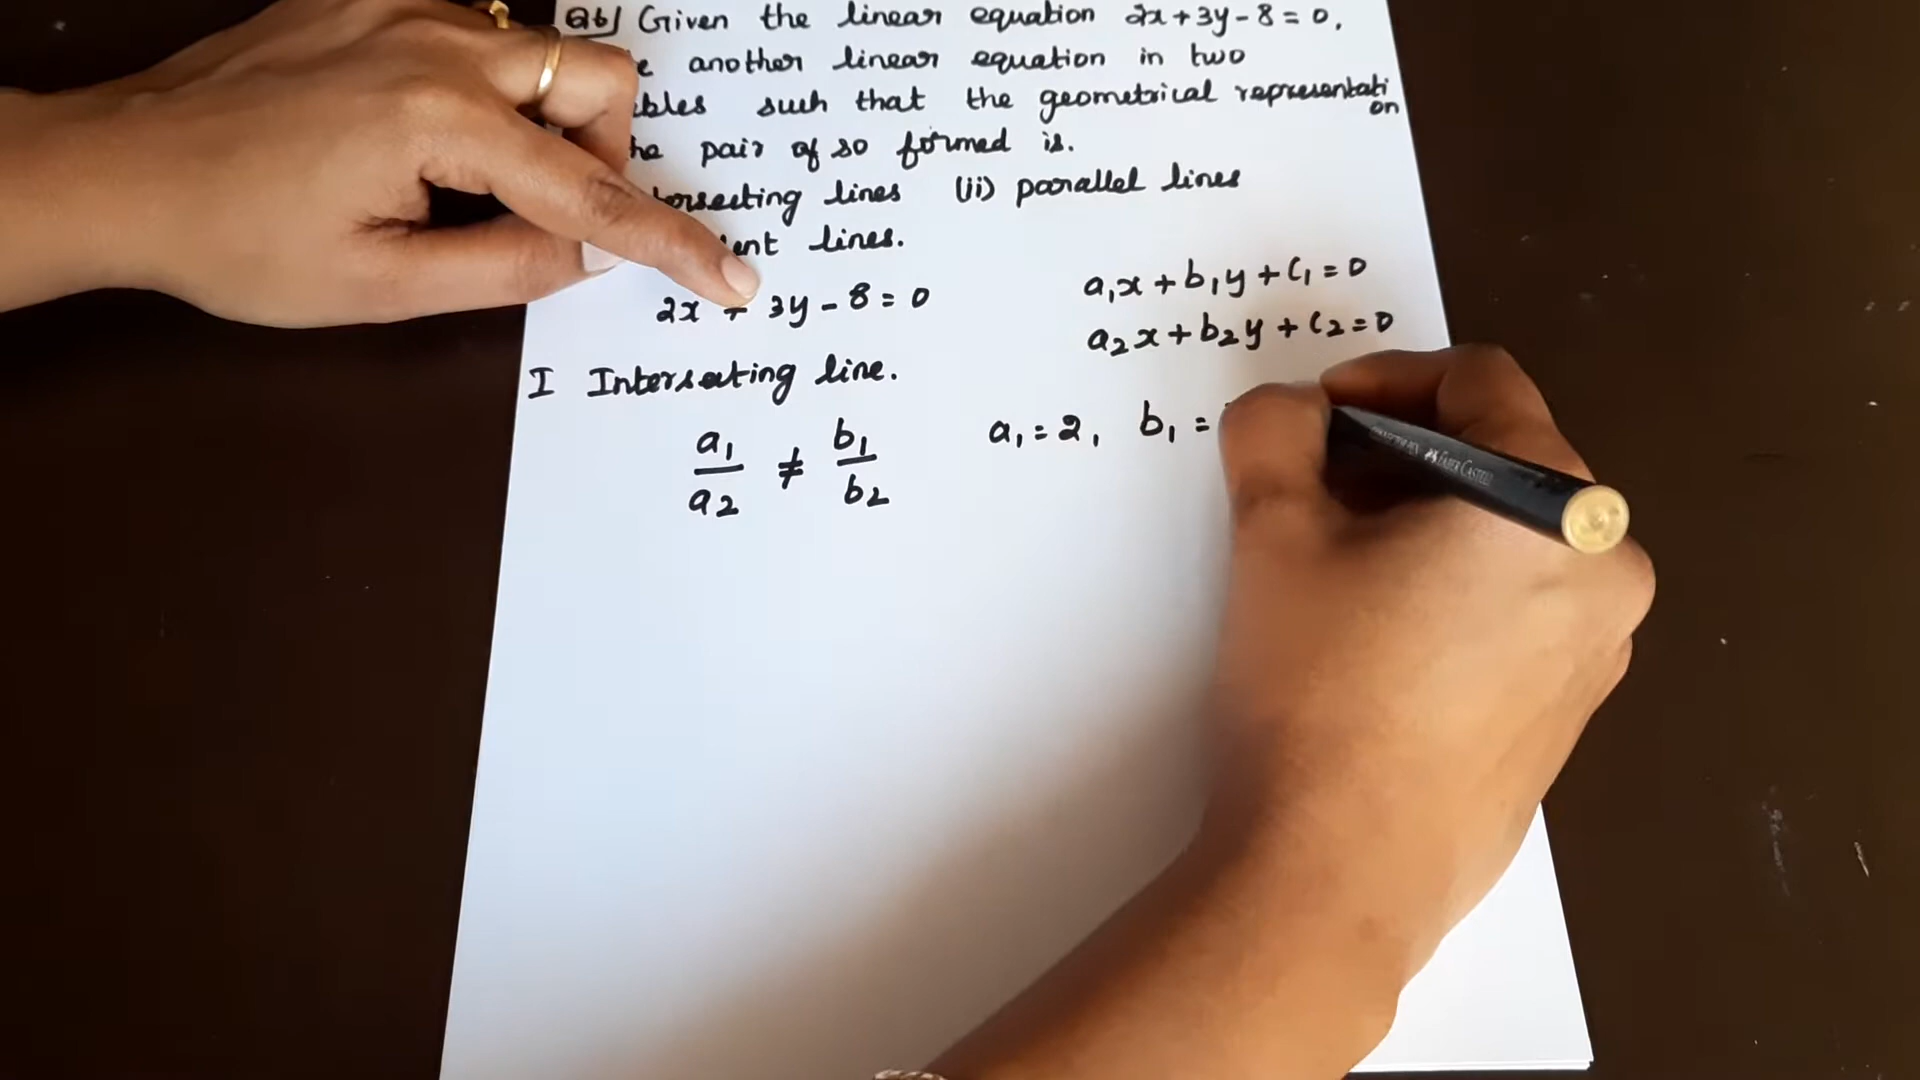 Q6) Given the linear equation 2x + 3y - 8 = 0,
another linear equation in two
such that the geometrical representation
pair of so formed is.
lines (ii) parallel lines
lines.
2x + 3y - 8 = 0
a₁x + b₁y + c₁ = 0
a₂x + b₂y + c₂ = 0
I Intersecting line.
a₁/a₂ ≠ b₁/b₂
a₁ = 2, b₁ =
FABER CASTELL